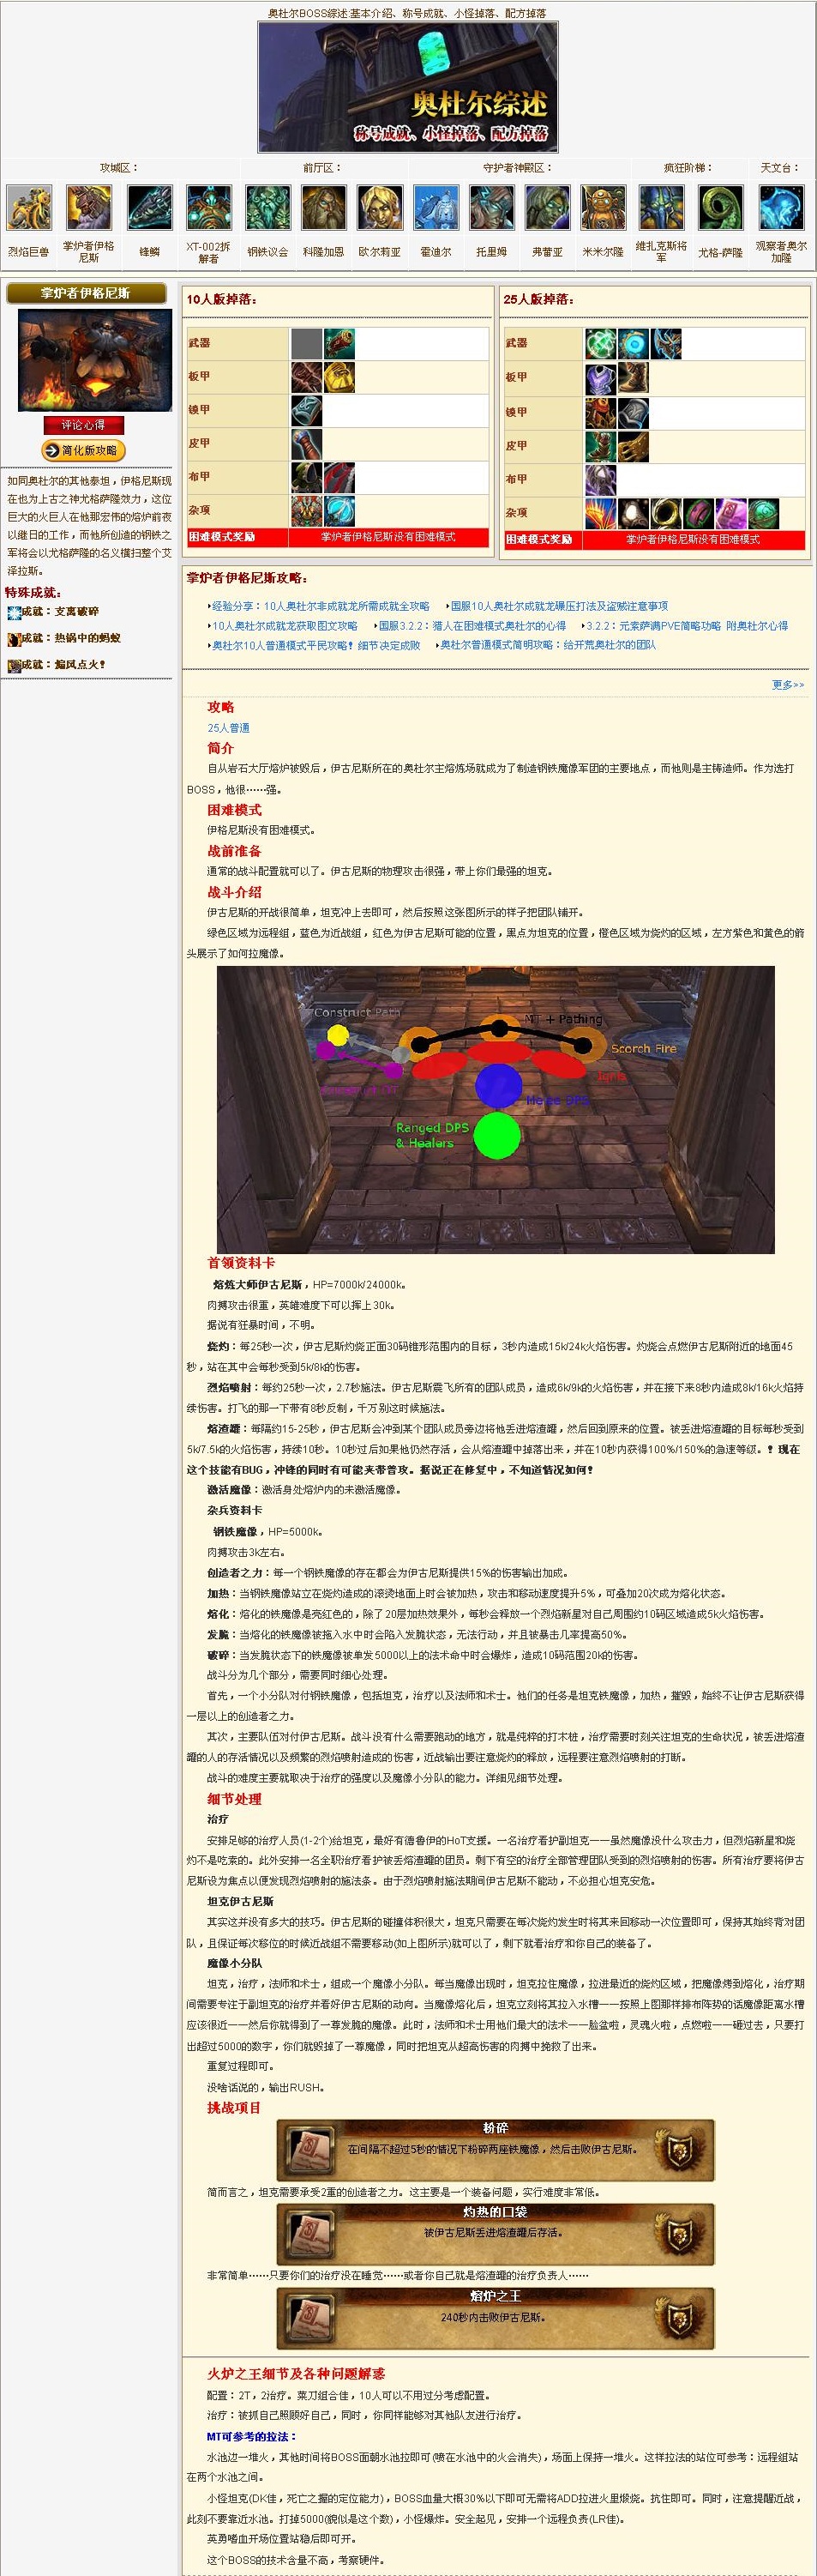 奥杜尔BOSS综述:基本介绍、称号成就、小怪掉落、配方掉落
奥杜尔综述
称号成就、小怪掉落、配方掉落
攻城区：
前厅区：
守护者神殿区：
疯狂阶梯：
天文台：
烈焰巨兽
掌炉者伊格尼斯
锋鳞
XT-002拆解者
钢铁议会
科隆加恩
欧尔莉亚
霍迪尔
托里姆
弗蕾亚
米米尔隆
维扎克斯将军
尤格-萨隆
观察者奥尔加隆
掌炉者伊格尼斯
评论心得
简化版攻略
如同奥杜尔的其他泰坦，伊格尼斯现
在也为上古之神尤格萨隆效力，这位
巨大的火巨人在他那宏伟的熔炉前夜
以继日的工作，而他所创造的钢铁之
军将会以尤格萨隆的名义横扫整个艾
泽拉斯。
特殊成就：
成就：支离破碎
成就：热锅中的蚂蚁
成就：煽风点火！
10人版掉落：
武器
板甲
锁甲
皮甲
布甲
杂项
困难模式奖励
掌炉者伊格尼斯没有困难模式
25人版掉落：
武器
板甲
锁甲
皮甲
布甲
杂项
困难模式奖励
掌炉者伊格尼斯没有困难模式
掌炉者伊格尼斯攻略：
经验分享：10人奥杜尔非成就龙所需成就全攻略
国服10人奥杜尔成就龙碾压打法及盗贼注意事项
10人奥杜尔成就龙获取图文攻略
国服3.2.2：猎人在困难模式奥杜尔的心得
3.2.2：元素萨满PVE简略功略 附奥杜尔心得
奥杜尔10人普通模式平民攻略！细节决定成败
奥杜尔普通模式简明攻略：给开荒奥杜尔的团队
更多>>
攻略
25人普通
简介
自从岩石大厅熔炉被毁后，伊古尼斯所在的奥杜尔主熔炼场就成为了制造钢铁魔像军团的主要地点，而他则是主铸造师。作为选打
BOSS，他很……强。
困难模式
伊格尼斯没有困难模式。
战前准备
通常的战斗配置就可以了。伊古尼斯的物理攻击很强，带上你们最强的坦克。
战斗介绍
伊古尼斯的开战很简单，坦克冲上去即可，然后按照这张图所示的样子把团队铺开。
绿色区域为远程组，蓝色为近战组，红色为伊古尼斯可能的位置，黑点为坦克的位置，橙色区域为烧灼的区域，左方紫色和黄色的箭
头展示了如何拉魔像。
Construct Path
MT + Pathing
Scorch Fire
Ignis
Melee DPS
Ranged DPS
& Healers
首领资料卡
熔炼大师伊古尼斯，HP=7000k/24000k。
肉搏攻击很重，英雄难度下可以挥上30k。
据说有狂暴时间，不明。
烧灼：每25秒一次，伊古尼斯灼烧正面30码锥形范围内的目标，3秒内造成15k/24k火焰伤害。灼烧会点燃伊古尼斯附近的地面45
秒，站在其中会每秒受到5k/8k的伤害。
烈焰喷射：每约25秒一次，2.7秒施法。伊古尼斯震飞所有的团队成员，造成6k/9k的火焰伤害，并在接下来8秒内造成8k/16k火焰持
续伤害。打飞的那一下带有8秒反制，千万别这时候施法。
熔渣罐：每隔约15-25秒，伊古尼斯会冲到某个团队成员旁边将他丢进熔渣罐，然后回到原来的位置。被丢进熔渣罐的目标每秒受到
5k/7.5k的火焰伤害，持续10秒。10秒过后如果他仍然存活，会从熔渣罐中掉落出来，并在10秒内获得100%/150%的急速等级。！现在
这个技能有BUG，冲锋的同时有可能夹带普攻。据说正在修复中，不知道情况如何！
激活魔像：激活身处熔炉内的未激活魔像。
杂兵资料卡
钢铁魔像，HP=5000k。
肉搏攻击3k左右。
创造者之力：每一个钢铁魔像的存在都会为伊古尼斯提供15%的伤害输出加成。
加热：当钢铁魔像站立在烧灼造成的滚烫地面上时会被加热，攻击和移动速度提升5%，可叠加20次成为熔化状态。
熔化：熔化的铁魔像是亮红色的，除了20层加热效果外，每秒会释放一个烈焰新星对自己周围约10码区域造成5k火焰伤害。
发脆：当熔化的铁魔像被拖入水中时会陷入发脆状态，无法行动，并且被暴击几率提高50%。
破碎：当发脆状态下的铁魔像被单发5000以上的法术命中时会爆炸，造成10码范围20k的伤害。
战斗分为几个部分，需要同时细心处理。
首先，一个小分队对付钢铁魔像，包括坦克，治疗以及法师和术士。他们的任务是坦克铁魔像，加热，摧毁，始终不让伊古尼斯获得
一层以上的创造者之力。
其次，主要队伍对付伊古尼斯。战斗没有什么需要跑动的地方，就是纯粹的打木桩，治疗需要时刻关注坦克的生命状况，被丢进熔渣
罐的人的存活情况以及频繁的烈焰喷射造成的伤害，近战输出要注意烧灼的释放，远程要注意烈焰喷射的打断。
战斗的难度主要就取决于治疗的强度以及魔像小分队的能力。详细见细节处理。
细节处理
治疗
安排足够的治疗人员(1-2个)给坦克，最好有德鲁伊的HoT支援。一名治疗看护副坦克——虽然魔像没什么攻击力，但烈焰新星和烧
灼不是吃素的。此外安排一名全职治疗看护被丢熔渣罐的团员。剩下有空的治疗全部管理团队受到的烈焰喷射的伤害。所有治疗要将伊古
尼斯设为焦点以便发现烈焰喷射的施法条。由于烈焰喷射施法期间伊古尼斯不能动，不必担心坦克安危。
坦克伊古尼斯
其实这并没有多大的技巧。伊古尼斯的碰撞体积很大，坦克只需要在每次烧灼发生时将其来回移动一次位置即可，保持其始终背对团
队，且保证每次移位的时候近战组不需要移动(如上图所示)就可以了，剩下就看治疗和你自己的装备了。
魔像小分队
坦克，治疗，法师和术士，组成一个魔像小分队。每当魔像出现时，坦克拉住魔像，拉进最近的烧灼区域，把魔像烤到熔化，治疗期
间需要专注于副坦克的治疗并看好伊古尼斯的动向。当魔像熔化后，坦克立刻将其拉入水槽——按照上图那样排布阵势的话魔像距离水槽
应该很近——然后你就得到了一尊发脆的魔像。此时，法师和术士用他们最大的法术——脸盆啦，灵魂火啦，点燃啦——砸过去，只要打
出超过5000的数字，你们就毁掉了一尊魔像，同时把坦克从超高伤害的肉搏中挽救了出来。
重复过程即可。
没啥话说的，输出RUSH。
挑战项目
粉碎
在间隔不超过5秒的情况下粉碎两座铁魔像，然后击败伊古尼斯。
简而言之，坦克需要承受2重的创造者之力。这主要是一个装备问题，实行难度非常低。
灼热的口袋
被伊古尼斯丢进熔渣罐后存活。
非常简单……只要你们的治疗没在睡觉……或者你自己就是熔渣罐的治疗负责人……
熔炉之王
240秒内击败伊古尼斯。
火炉之王细节及各种问题解惑
配置：2T，2治疗。菜刀组合佳，10人可以不用过分考虑配置。
治疗：被抓自己照顾好自己，同时，你同样能够对其他队友进行治疗。
MT可参考的拉法：
水池边一堆火，其他时间将BOSS面朝水池拉即可(喷在水池中的火会消失)，场面上保持一堆火。这样拉法的站位可参考：远程组站
在两个水池之间。
小怪坦克(DK佳，死亡之握的定位能力)，BOSS血量大概30%以下即可无需将ADD拉进火里煅烧。抗住即可。同时，注意提醒近战，
此刻不要靠近水池。打掉5000(貌似是这个数)，小怪爆炸。安全起见，安排一个远程负责(LR佳)。
英勇嗜血开场位置站稳后即可开。
这个BOSS的技术含量不高，考察硬件。